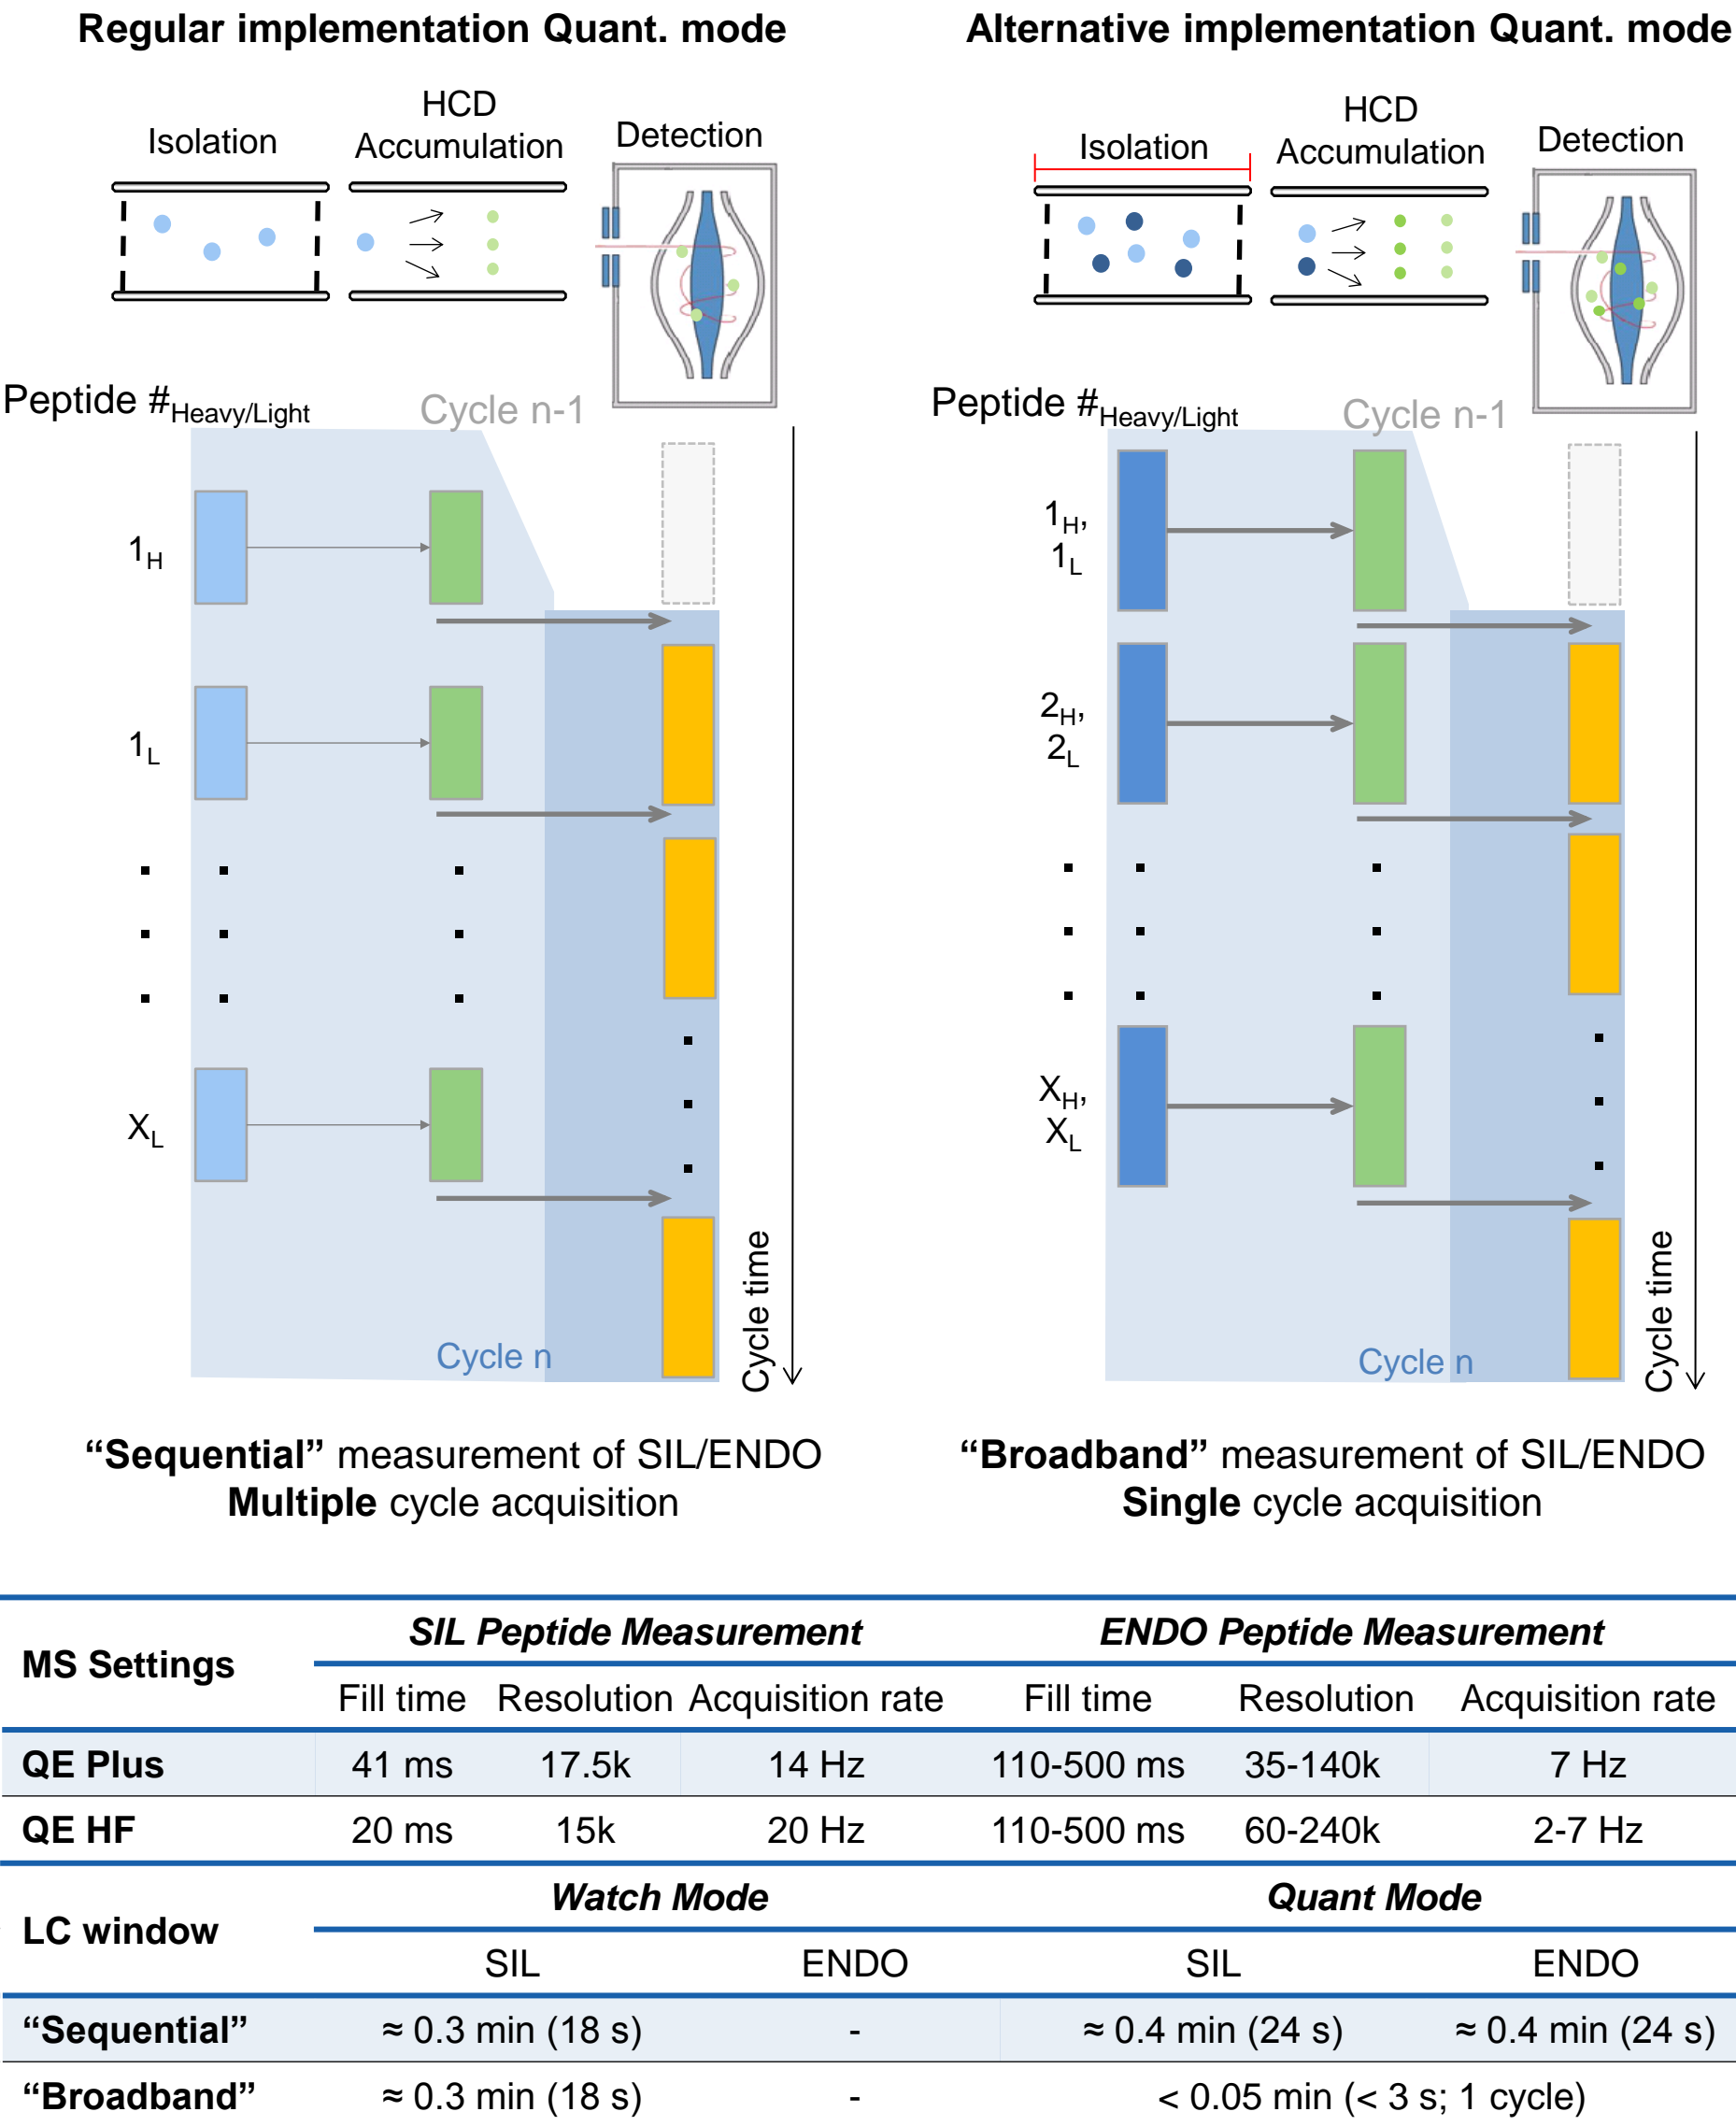 Regular implementation Quant. mode
Isolation
HCD
Accumulation
Detection
Peptide #Heavy/Light
Cycle n-1
1H
1L
XL
Cycle n
Cycle time
“Sequential” measurement of SIL/ENDO
Multiple cycle acquisition
Alternative implementation Quant. mode
Isolation
HCD
Accumulation
Detection
Peptide #Heavy/Light
Cycle n-1
1H,
1L
2H,
2L
XH,
XL
Cycle n
Cycle time
“Broadband” measurement of SIL/ENDO
Single cycle acquisition
MS Settings SIL Peptide Measurement ENDO Peptide Measurement
Fill time Resolution Acquisition rate Fill time Resolution Acquisition rate
QE Plus 41 ms 17.5k 14 Hz 110-500 ms 35-140k 7 Hz
QE HF 20 ms 15k 20 Hz 110-500 ms 60-240k 2-7 Hz
LC window Watch Mode Quant Mode
SIL ENDO SIL ENDO
“Sequential” ≈ 0.3 min (18 s) - ≈ 0.4 min (24 s) ≈ 0.4 min (24 s)
“Broadband” ≈ 0.3 min (18 s) - < 0.05 min (< 3 s; 1 cycle)